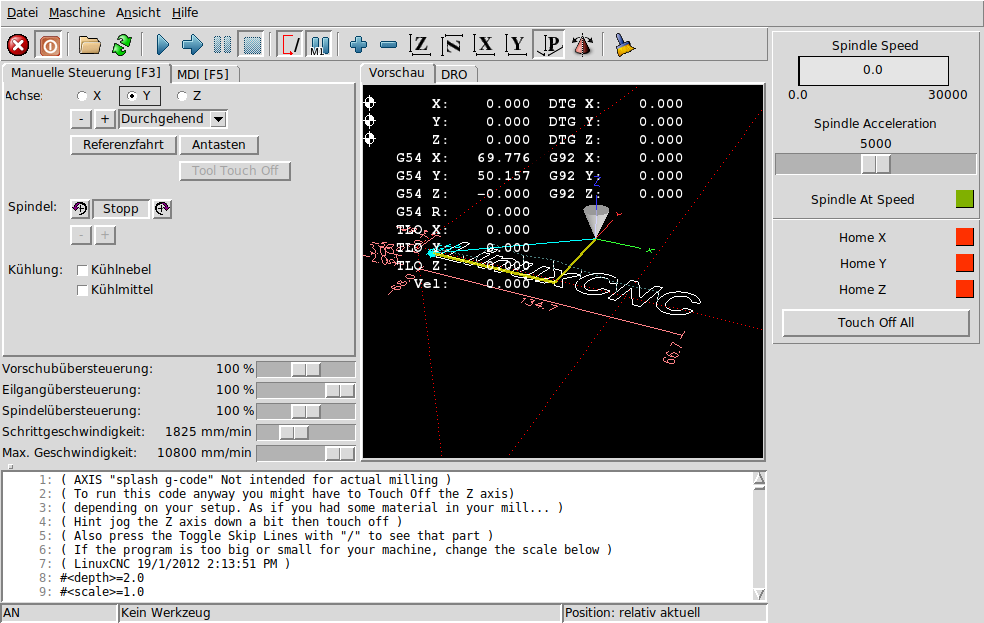 Datei Maschine Ansicht Hilfe
Manuelle Steuerung [F3] MDI [F5]
Achse: X Y Z
- + Durchgehend
Referenzfahrt Antasten
Tool Touch Off
Spindel: Stopp
- +
Kühlung: Kühlnebel
Kühlmittel
Vorschubübersteuerung: 100 %
Eilgangübersteuerung: 100 %
Spindelübersteuerung: 100 %
Schrittgeschwindigkeit: 1825 mm/min
Max. Geschwindigkeit: 10800 mm/min
Vorschau DRO
X: 0.000 DTG X: 0.000
Y: 0.000 DTG Y: 0.000
Z: 0.000 DTG Z: 0.000
G54 X: 69.776 G92 X: 0.000
G54 Y: 50.157 G92 Y: 0.000
G54 Z: -0.000 G92 Z: 0.000
G54 R: 0.000
TLO X: 0.000
TLO Y: 0.000
TLO Z: 0.000
Vel: 0.000
LinuxCNC
134.7
66.7
Spindle Speed
0.0
0.0 30000
Spindle Acceleration
5000
Spindle At Speed
Home X
Home Y
Home Z
Touch Off All
1: ( AXIS "splash g-code" Not intended for actual milling )
2: ( To run this code anyway you might have to Touch Off the Z axis)
3: ( depending on your setup. As if you had some material in your mill... )
4: ( Hint jog the Z axis down a bit then touch off )
5: ( Also press the Toggle Skip Lines with "/" to see that part )
6: ( If the program is too big or small for your machine, change the scale below )
7: ( LinuxCNC 19/1/2012 2:13:51 PM )
8: #<depth>=2.0
9: #<scale>=1.0
AN Kein Werkzeug Position: relativ aktuell